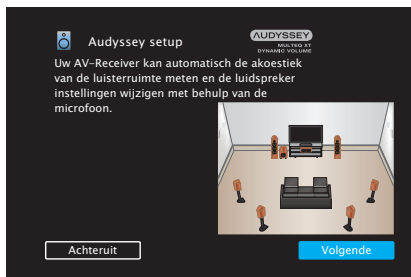 Audyssey setup
AUDYSSEY
MULTEQ XT
DYNAMIC VOLUME
Uw AV-Receiver kan automatisch de akoestiek
van de luisterruimte meten en de luidspreker
instellingen wijzigen met behulp van de
microfoon.
Achteruit
Volgende